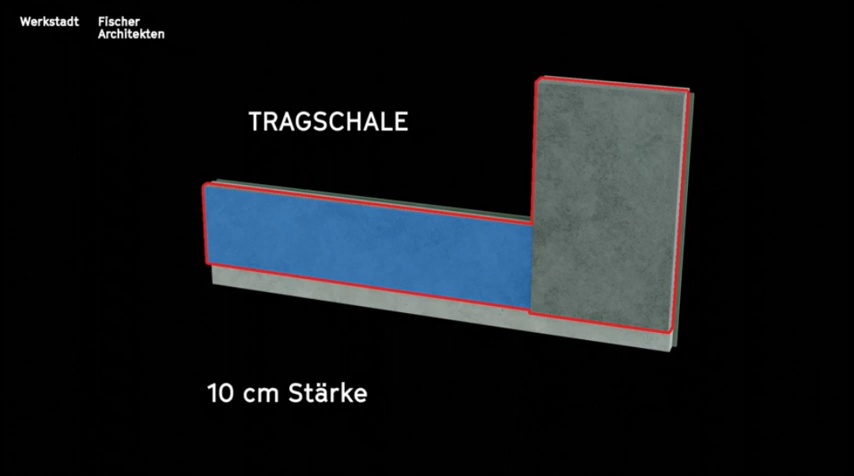 Werkstadt
Fischer
Architekten
TRAGSCHALE
10 cm Stärke